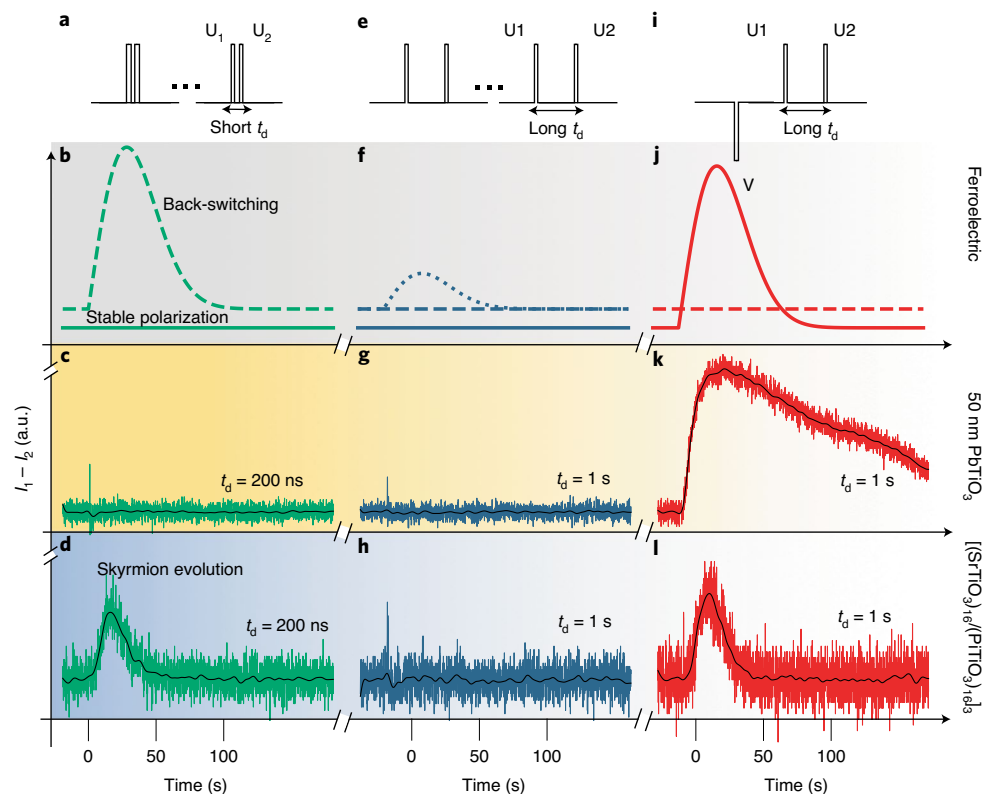 a
U1
U2
Short td
e
U1
U2
Long td
i
U1
U2
Long td
V
b
Back-switching
Stable polarization
f
j
Ferroelectric
c
td = 200 ns
g
td = 1 s
k
td = 1 s
50 nm PbTiO3
I1 – I2 (a.u.)
d
Skyrmion evolution
td = 200 ns
h
td = 1 s
l
td = 1 s
[(SrTiO3)16/(PiTiO3)16]3
0 50 100
0 50 100
0 50 100
Time (s)
Time (s)
Time (s)